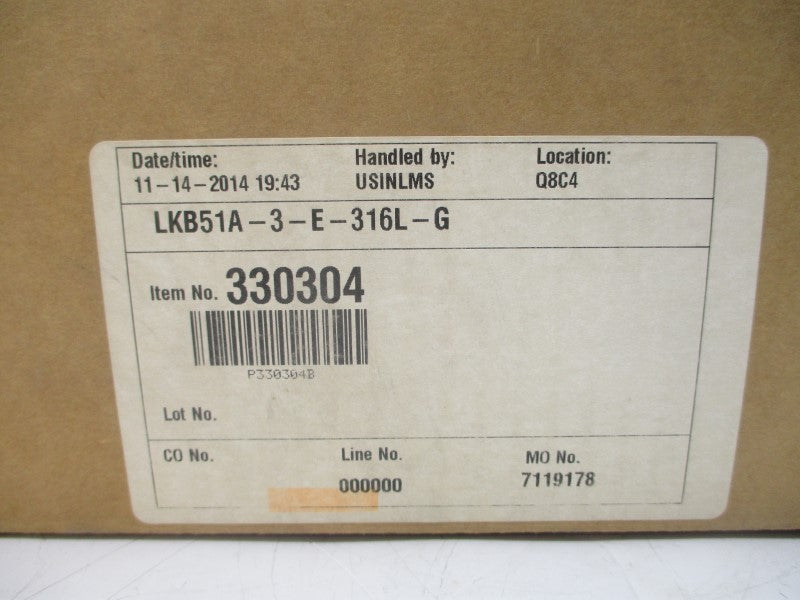 Date/time: Handled by: Location:
11-14-2014 19:43 USINLMS Q8C4
LKB51A-3-E-316L-G
Item No. 330304
P330304B
Lot No.
CO No. Line No. MO No.
000000 7119178